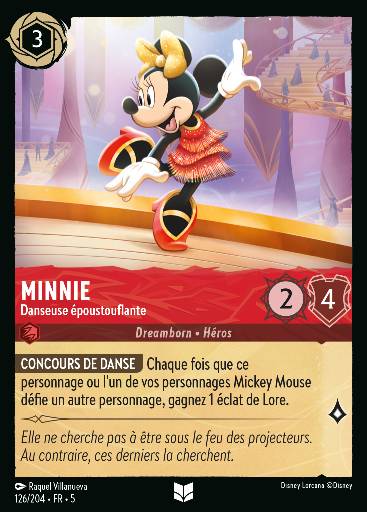 3
MINNIE
Danseuse époustouflante
2
4
Dreamborn • Héros
CONCOURS DE DANSE Chaque fois que ce
personnage ou l'un de vos personnages Mickey Mouse
défie un autre personnage, gagnez 1 éclat de Lore.
Elle ne cherche pas à être sous le feu des projecteurs.
Au contraire, ces derniers la cherchent.
Raquel Villanueva
126/204 • FR • 5
Disney Lorcana ©Disney